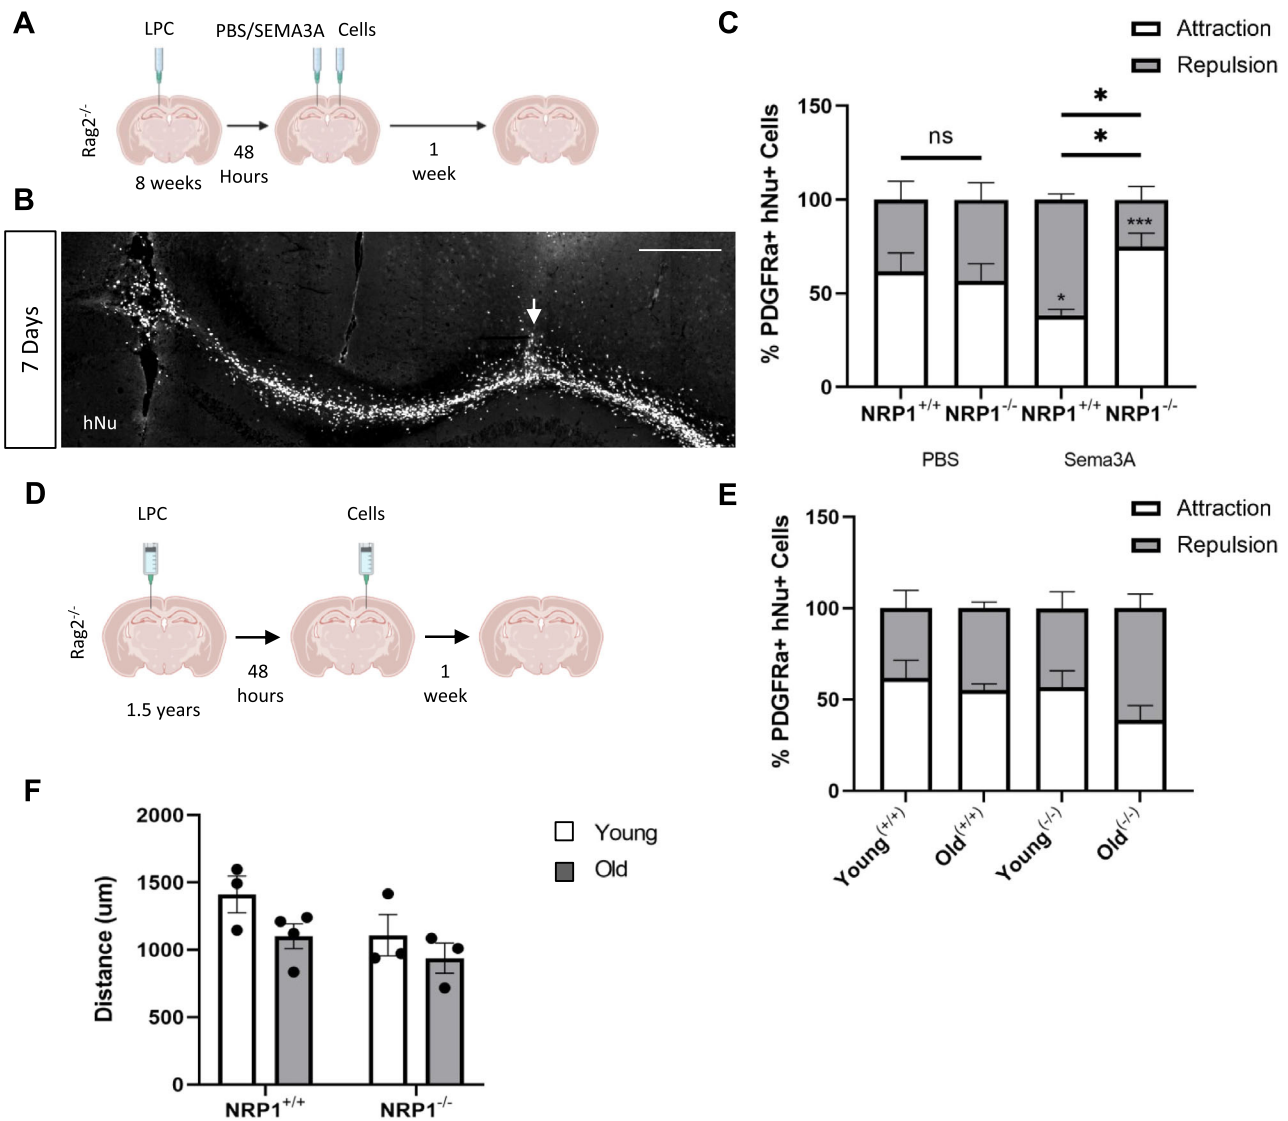 A
LPC
PBS/SEMA3A
Cells
Rag2-/-
48
Hours
1
week
8 weeks
B
7 Days
hNu
C
Attraction
Repulsion
% PDGFRa+ hNu+ Cells
150
100
50
0
ns
*
*
*
***
NRP1+/+ NRP1-/- NRP1+/+ NRP1-/-
PBS
Sema3A
D
LPC
Cells
Rag2-/-
48
hours
1
week
1.5 years
E
Attraction
Repulsion
% PDGFRa+ hNu+ Cells
150
100
50
0
Young(+/+)
Old(+/+)
Young(-/-)
Old(-/-)
F
Young
Old
Distance (um)
2000
1500
1000
500
0
NRP1+/+
NRP1-/-